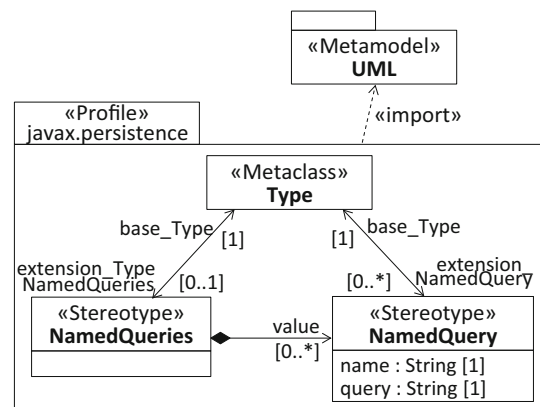 «Metamodel»
UML
«Profile»
javax.persistence
«import»
«Metaclass»
Type
base_Type
base_Type
[1]
[1]
extension_Type
NamedQueries
[0..1]
[0..*]
extension_
NamedQuery
«Stereotype»
NamedQueries
value
[0..*]
«Stereotype»
NamedQuery
name : String [1]
query : String [1]